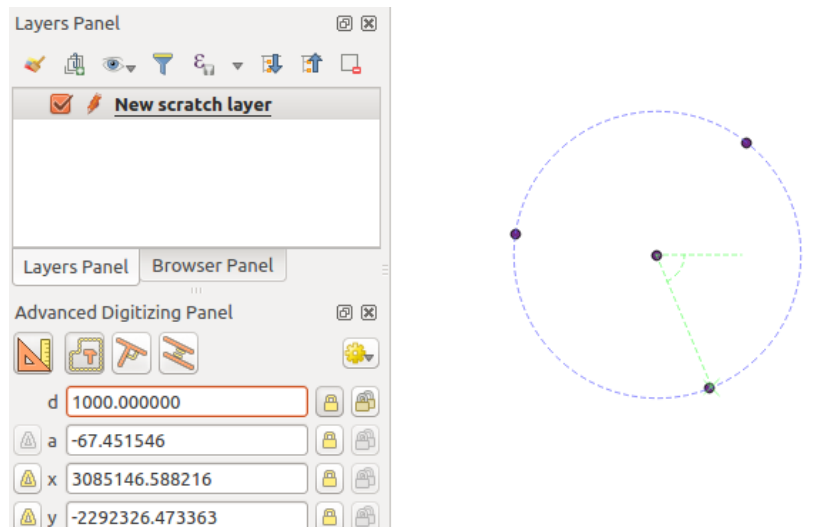 Layers Panel
New scratch layer
Layers Panel
Browser Panel
Advanced Digitizing Panel
d 1000.000000
a -67.451546
x 3085146.588216
y -2292326.473363